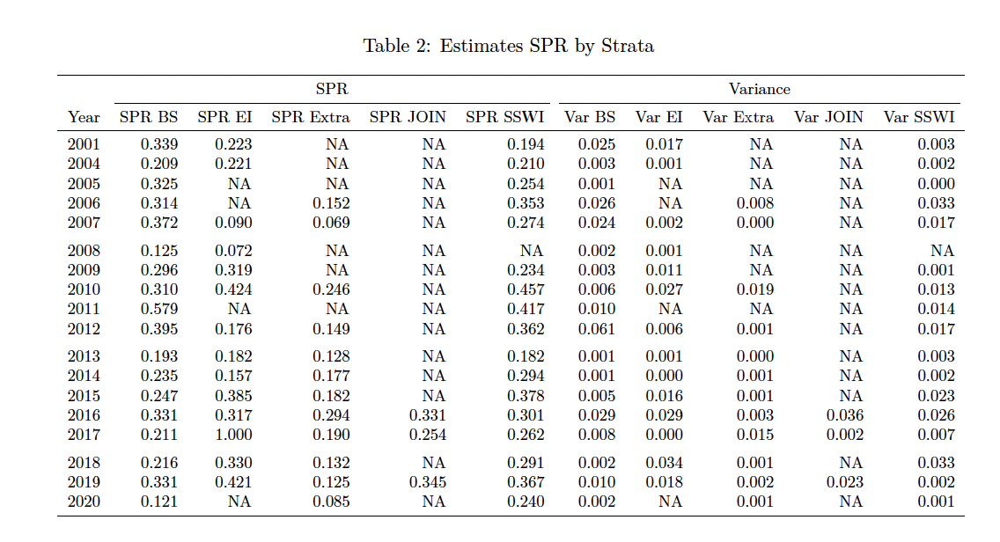 Table 2: Estimates SPR by Strata
SPR Variance
Year SPR BS SPR EI SPR Extra SPR JOIN SPR SSWI Var BS Var EI Var Extra Var JOIN Var SSWI
2001 0.339 0.223 NA NA 0.194 0.025 0.017 NA NA 0.003
2004 0.209 0.221 NA NA 0.210 0.003 0.001 NA NA 0.002
2005 0.325 NA NA NA 0.254 0.001 NA NA NA 0.000
2006 0.314 NA 0.152 NA 0.353 0.026 NA 0.008 NA 0.033
2007 0.372 0.090 0.069 NA 0.274 0.024 0.002 0.000 NA 0.017
2008 0.125 0.072 NA NA NA 0.002 0.001 NA NA NA
2009 0.296 0.319 NA NA 0.234 0.003 0.011 NA NA 0.001
2010 0.310 0.424 0.246 NA 0.457 0.006 0.027 0.019 NA 0.013
2011 0.579 NA NA NA 0.417 0.010 NA NA NA 0.014
2012 0.395 0.176 0.149 NA 0.362 0.061 0.006 0.001 NA 0.017
2013 0.193 0.182 0.128 NA 0.182 0.001 0.001 0.000 NA 0.003
2014 0.235 0.157 0.177 NA 0.294 0.001 0.000 0.001 NA 0.002
2015 0.247 0.385 0.182 NA 0.378 0.005 0.016 0.001 NA 0.023
2016 0.331 0.317 0.294 0.331 0.301 0.029 0.029 0.003 0.036 0.026
2017 0.211 1.000 0.190 0.254 0.262 0.008 0.000 0.015 0.002 0.007
2018 0.216 0.330 0.132 NA 0.291 0.002 0.034 0.001 NA 0.033
2019 0.331 0.421 0.125 0.345 0.367 0.010 0.018 0.002 0.023 0.002
2020 0.121 NA 0.085 NA 0.240 0.002 NA 0.001 NA 0.001